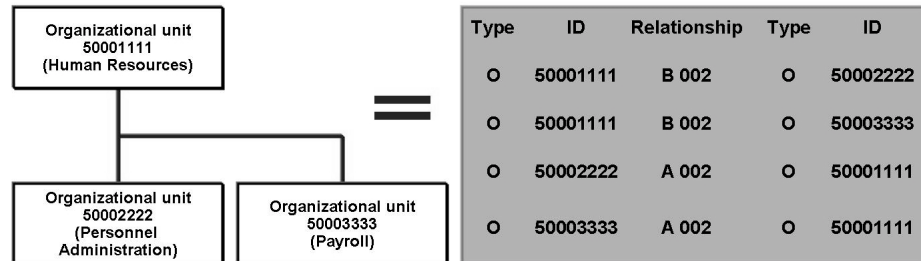 Organizational unit
50001111
(Human Resources)
Organizational unit
50002222
(Personnel
Administration)
Organizational unit
50003333
(Payroll)
=
Type ID Relationship Type ID
O 50001111 B 002 O 50002222
O 50001111 B 002 O 50003333
O 50002222 A 002 O 50001111
O 50003333 A 002 O 50001111